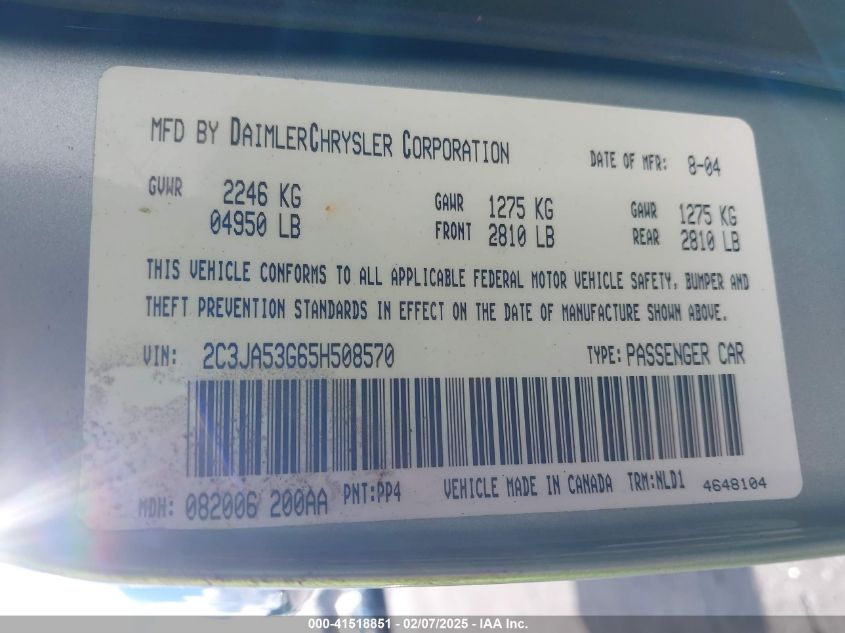 MFD BY DAIMLERCHRYSLER CORPORATION
DATE OF MFR: 8-04
GVWR 2246 KG GAWR 1275 KG GAWR 1275 KG
04950 LB FRONT 2810 LB REAR 2810 LB
THIS VEHICLE CONFORMS TO ALL APPLICABLE FEDERAL MOTOR VEHICLE SAFETY, BUMPER AND
THEFT PREVENTION STANDARDS IN EFFECT ON THE DATE OF MANUFACTURE SHOWN ABOVE.
VIN: 2C3JA53G65H508570 TYPE: PASSENGER CAR
MDH: 082006 200AA PNT:PP4 VEHICLE MADE IN CANADA TRM:NLD1 4648104
000-41518851 - 02/07/2025 - IAA Inc.